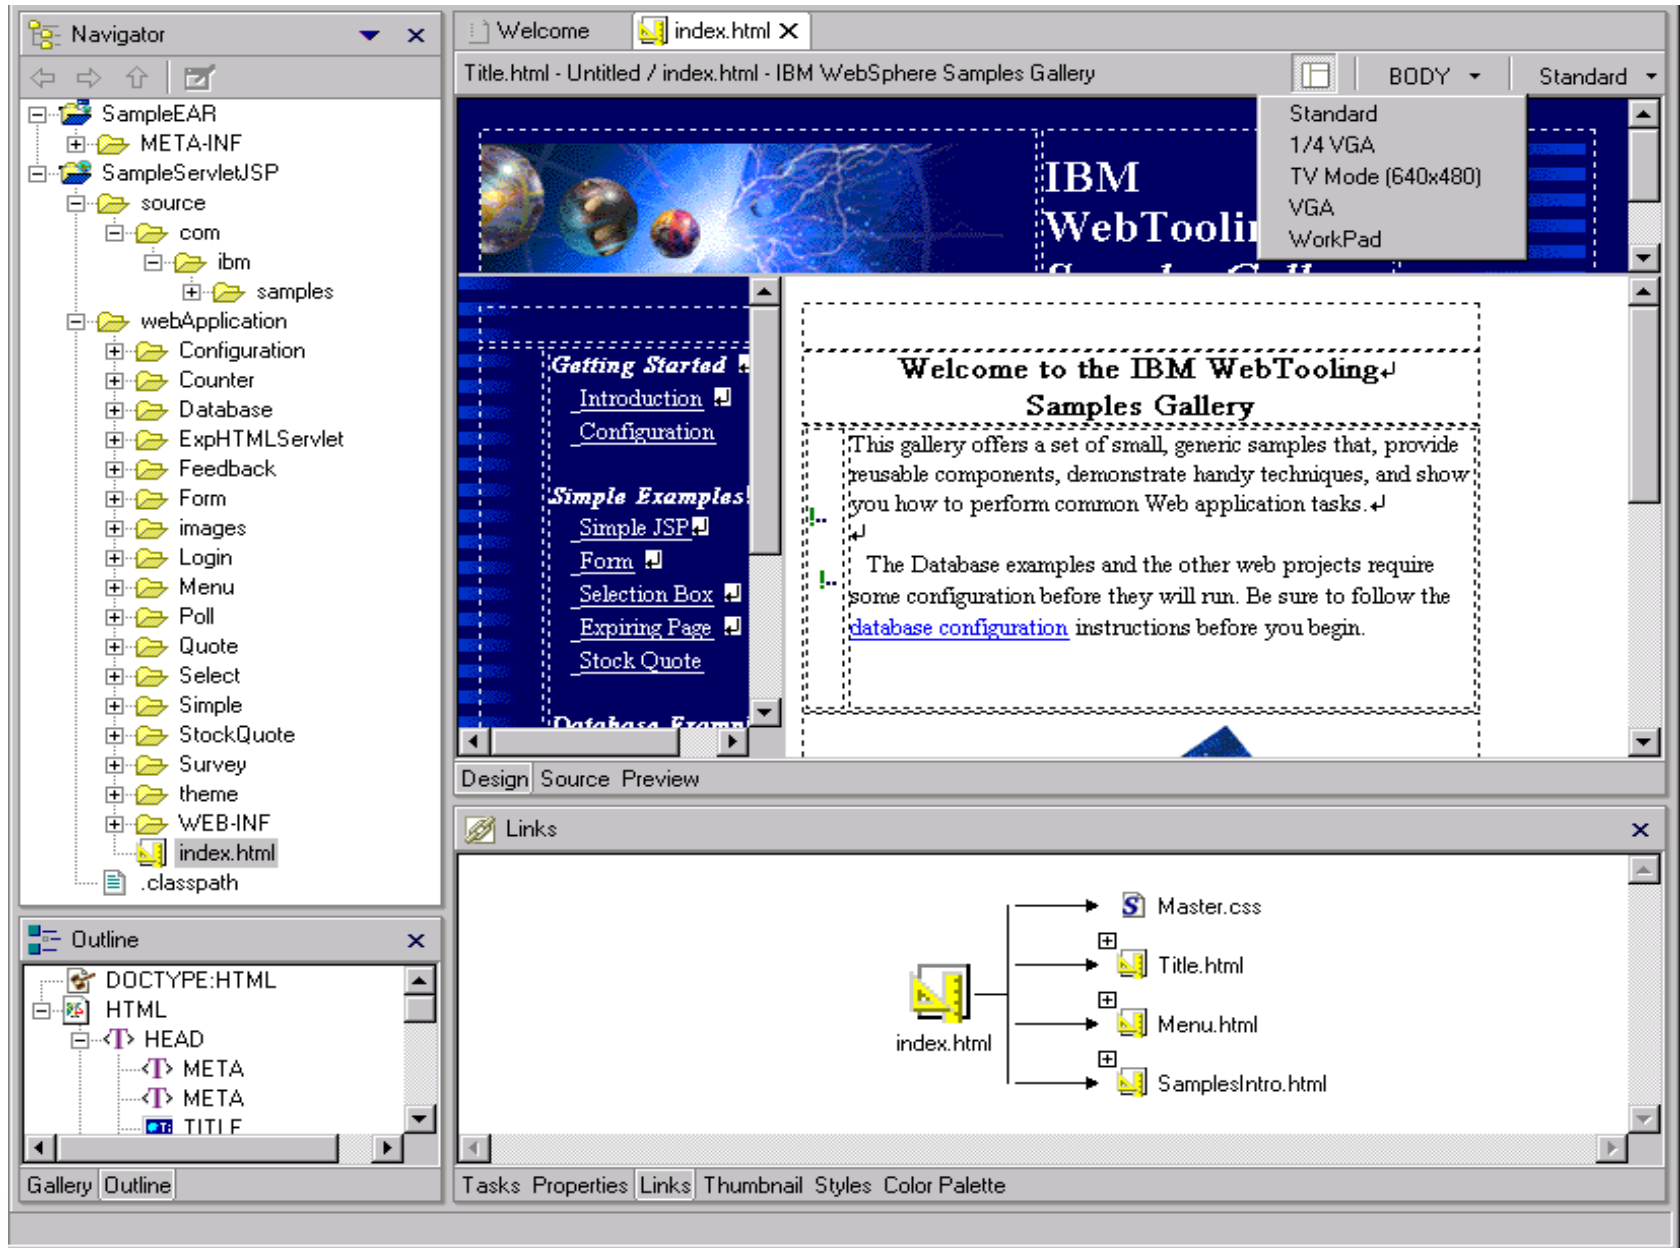 Navigator
SampleEAR
META-INF
SampleServletJSP
source
com
ibm
samples
webApplication
Configuration
Counter
Database
ExpHTMLServlet
Feedback
Form
images
Login
Menu
Poll
Quote
Select
Simple
StockQuote
Survey
theme
WEB-INF
index.html
.classpath
Outline
DOCTYPE:HTML
HTML
HEAD
META
META
TITLE
Gallery Outline
Welcome index.html
Title.html - Untitled / index.html - IBM WebSphere Samples Gallery BODY Standard
Standard
1/4 VGA
TV Mode (640x480)
VGA
WorkPad
IBM
WebToolin
Getting Started
Introduction
Configuration
Simple Examples
Simple JSP
Form
Selection Box
Expiring Page
Stock Quote
Database Exampl
Welcome to the IBM WebTooling
Samples Gallery
This gallery offers a set of small, generic samples that, provide
reusable components, demonstrate handy techniques, and show
you how to perform common Web application tasks.
The Database examples and the other web projects require
some configuration before they will run. Be sure to follow the
database configuration instructions before you begin.
Design Source Preview
Links
index.html
Master.css
Title.html
Menu.html
SamplesIntro.html
Tasks Properties Links Thumbnail Styles Color Palette